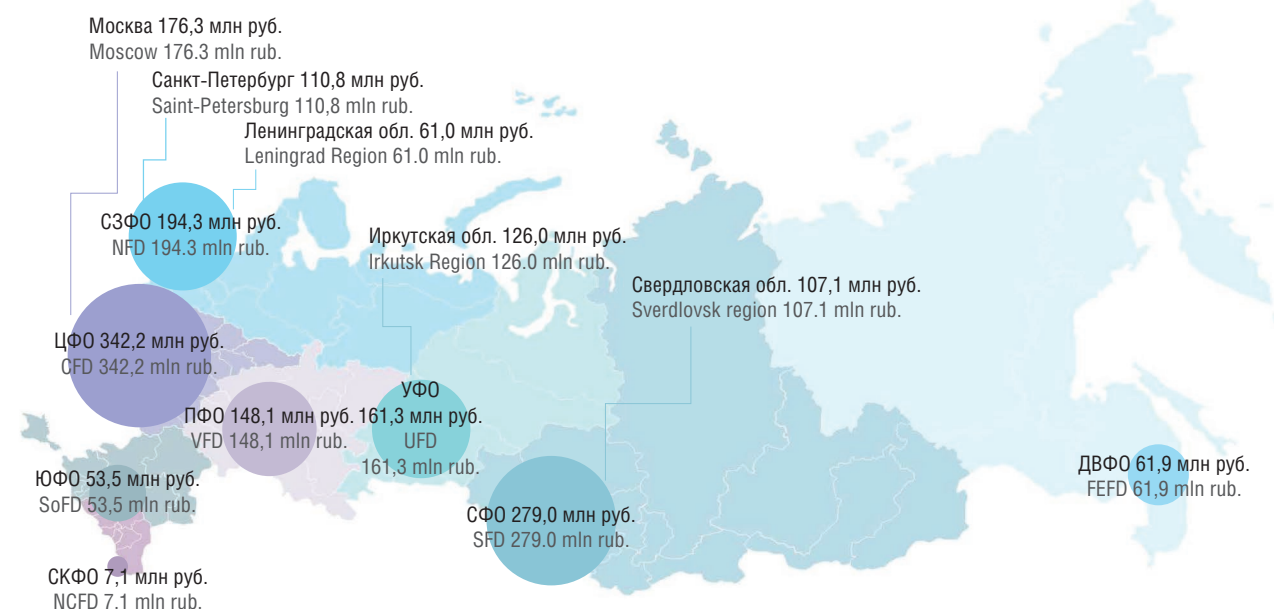 Москва 176,3 млн руб.
Moscow 176.3 mln rub.
Санкт-Петербург 110,8 млн руб.
Saint-Petersburg 110,8 mln rub.
Ленинградская обл. 61,0 млн руб.
Leningrad Region 61.0 mln rub.
СЗФО 194,3 млн руб.
NFD 194.3 mln rub.
Иркутская обл. 126,0 млн руб.
Irkutsk Region 126.0 mln rub.
Свердловская обл. 107,1 млн руб.
Sverdlovsk region 107.1 mln rub.
ЦФО 342,2 млн руб.
CFD 342,2 mln rub.
ПФО 148,1 млн руб.
VFD 148,1 mln rub.
УФО
161,3 млн руб.
UFD
161,3 mln rub.
ЮФО 53,5 млн руб.
SoFD 53,5 mln rub.
СФО 279,0 млн руб.
SFD 279.0 mln rub.
ДВФО 61,9 млн руб.
FEFD 61,9 mln rub.
СКФО 7,1 млн руб.
NCFD 7.1 mln rub.